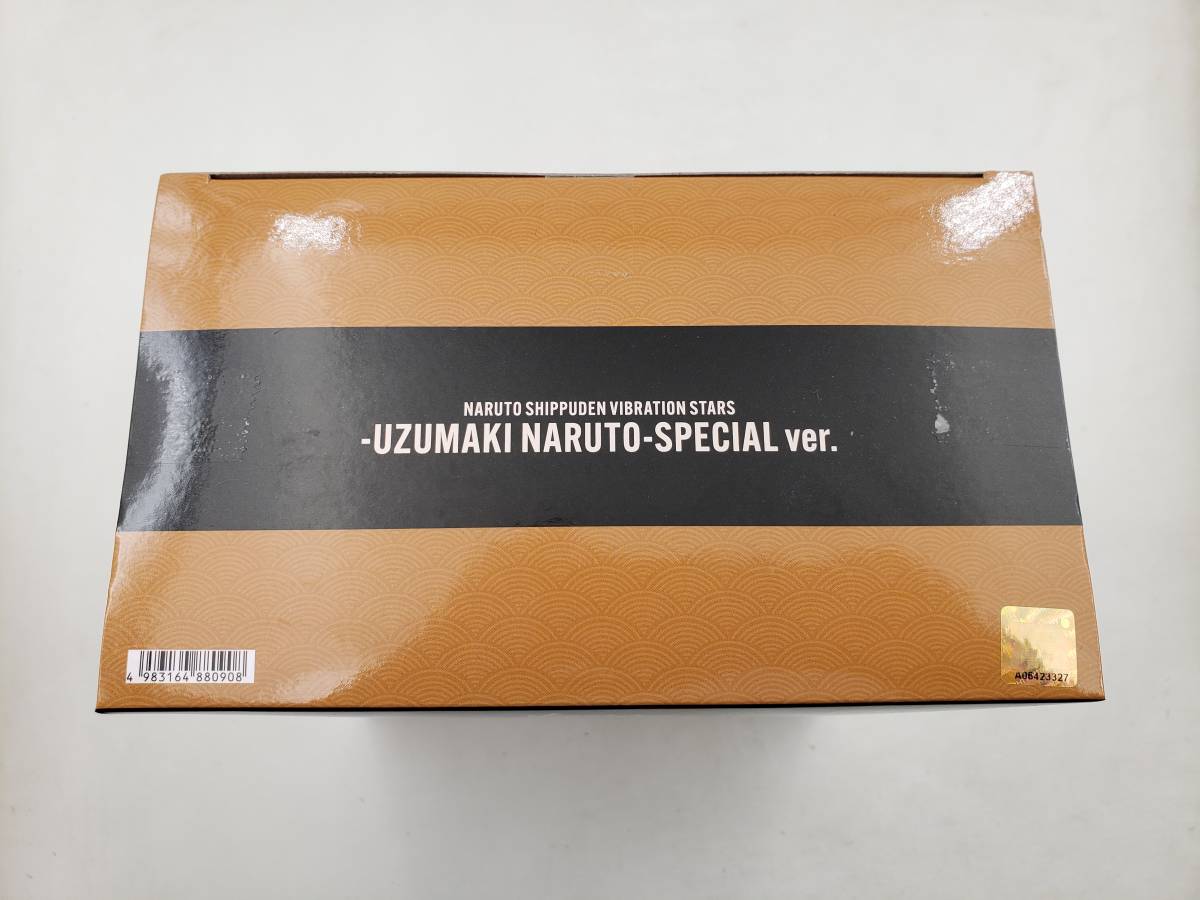 NARUTO SHIPPUDEN VIBRATION STARS
-UZUMAKI NARUTO-SPECIAL ver.
4 983164 880908
A06423327